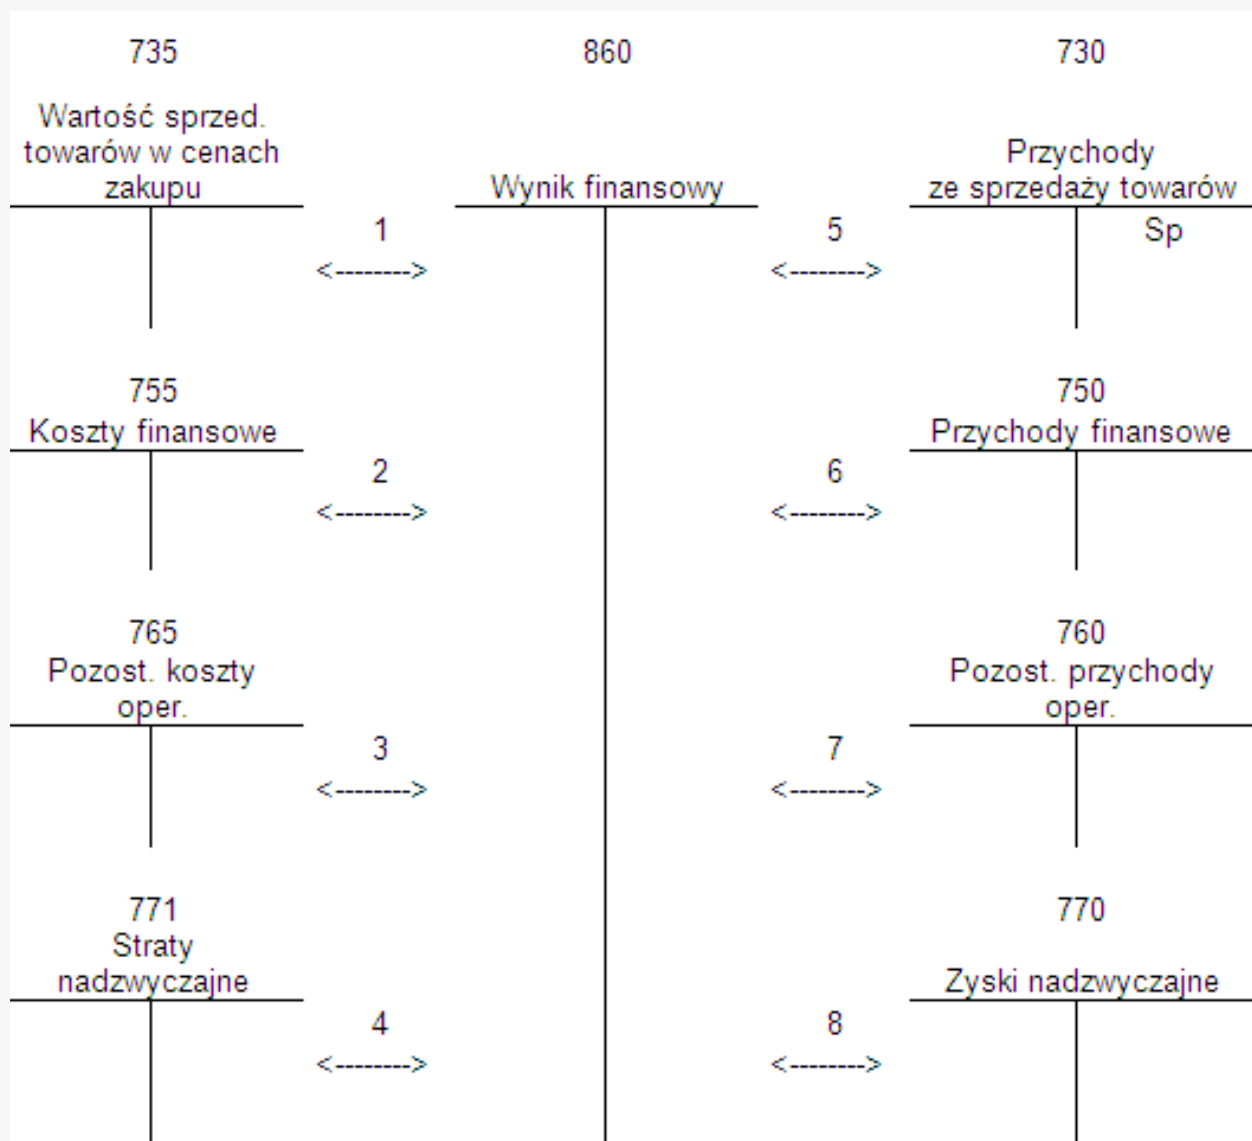 735 860 730
Wartość sprzed.
towarów w cenach Przychody
zakupu Wynik finansowy ze sprzedaży towarów
1 5 Sp
<--------> <-------->
755 750
Koszty finansowe Przychody finansowe
2 6
<--------> <-------->
765 760
Pozost. koszty Pozost. przychody
oper. oper.
3 7
<--------> <-------->
771 770
Straty
nadzwyczajne Zyski nadzwyczajne
4 8
<--------> <-------->